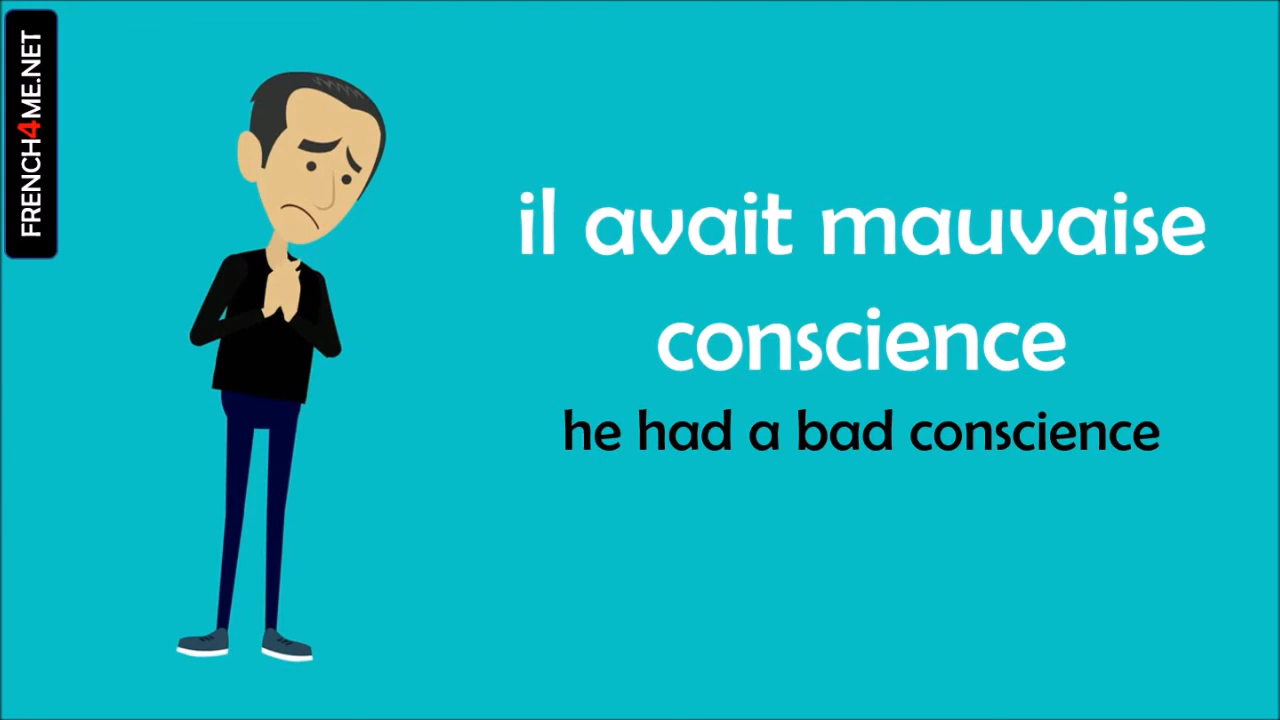 FRENCH4ME.NET
il avait mauvaise
conscience
he had a bad conscience